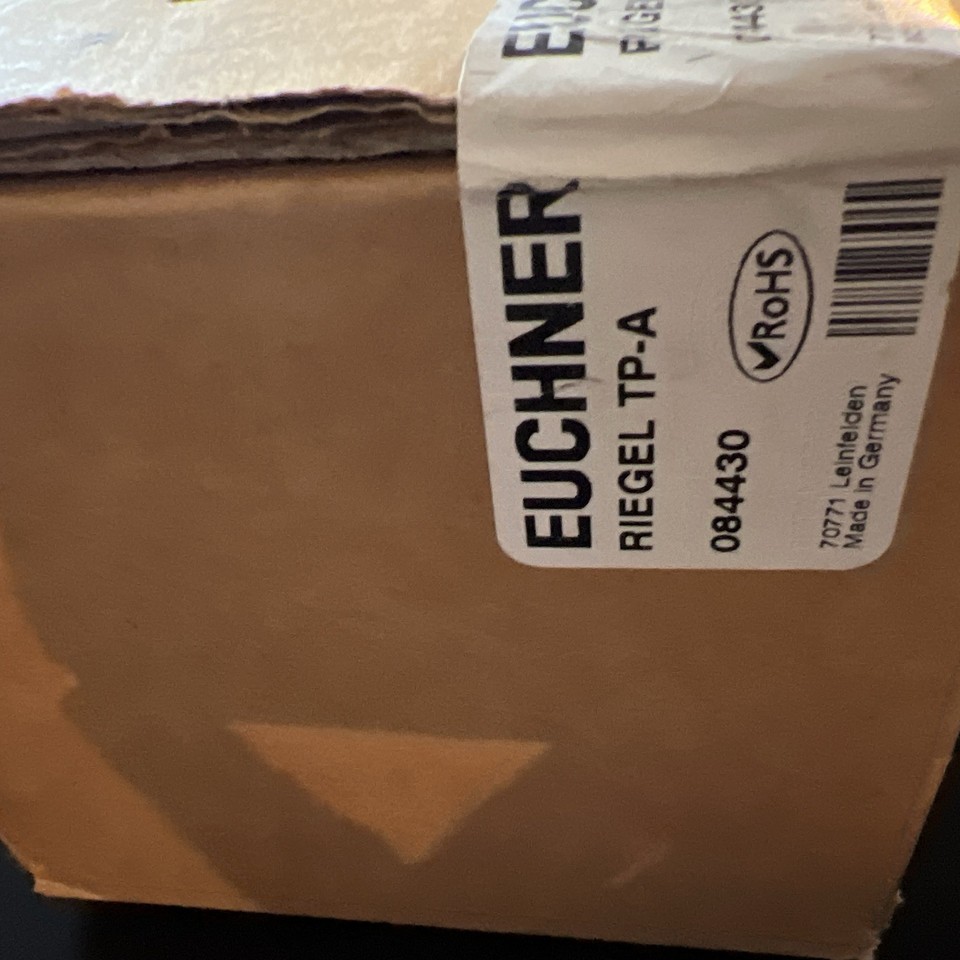 EUCHNER
RIEGEL TP-A
084430
RoHS
70771 Leinfelden
Made in Germany